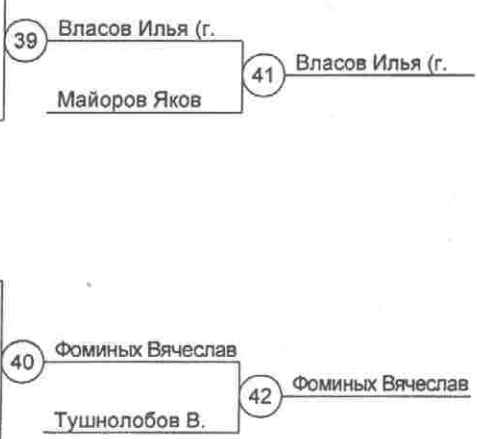 39
Власов Илья (г.
41
Власов Илья (г.
Майоров Яков
40
Фоминых Вячеслав
42
Фоминых Вячеслав
Тушнолобов В.